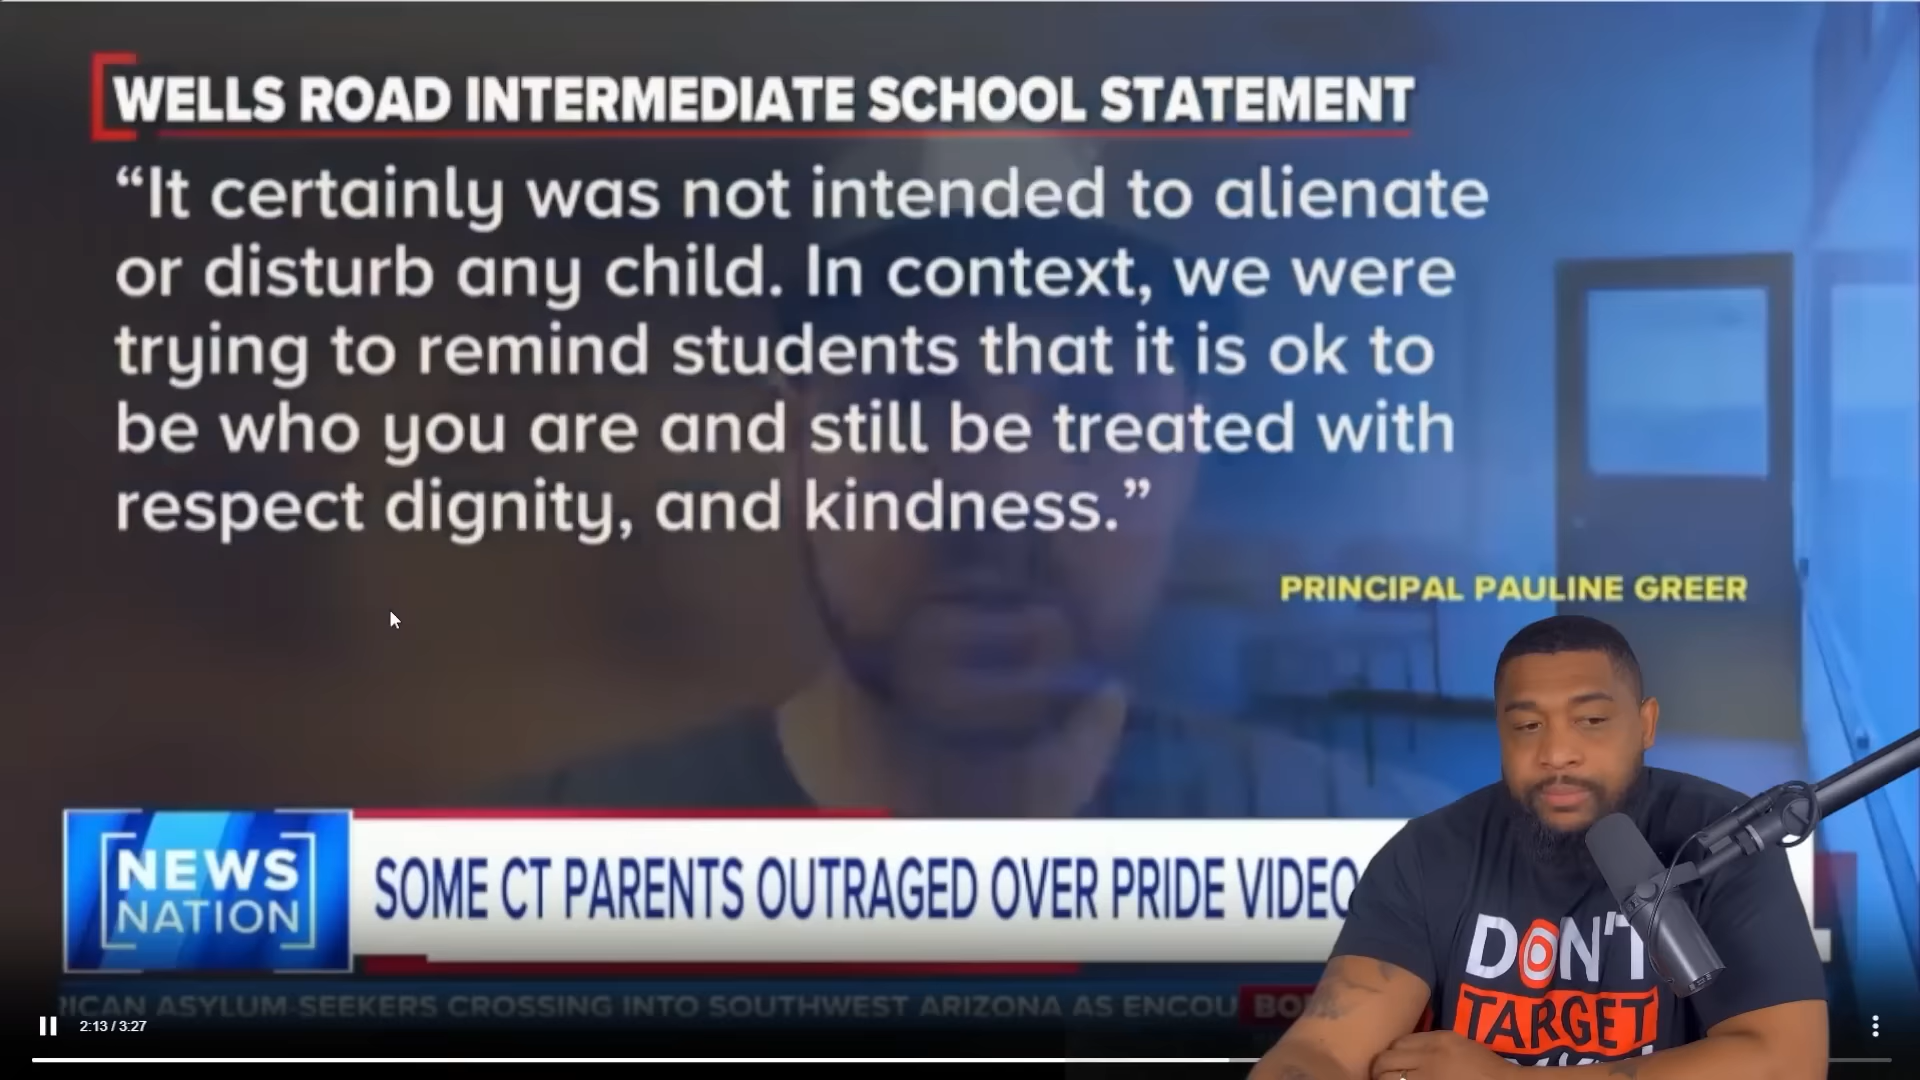 WELLS ROAD INTERMEDIATE SCHOOL STATEMENT
“It certainly was not intended to alienate
or disturb any child. In context, we were
trying to remind students that it is ok to
be who you are and still be treated with
respect dignity, and kindness.”
PRINCIPAL PAULINE GREER
NEWS
NATION
SOME CT PARENTS OUTRAGED OVER PRIDE VIDEO
ASYLUM-SEEKERS CROSSING INTO SOUTHWEST ARIZONA AS
2:13 / 3:27
DON'T
TARGET